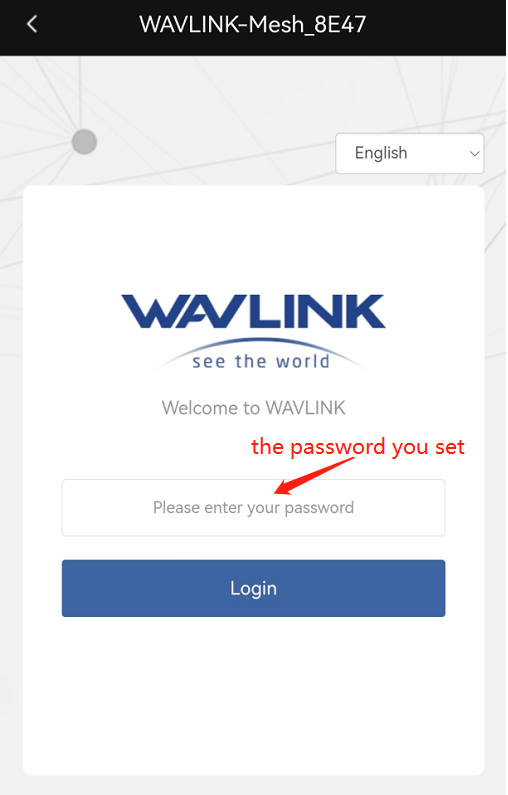 WAVLINK-Mesh_8E47
English
WAVLINK
see the world
Welcome to WAVLINK
the password you set
Please enter your password
Login